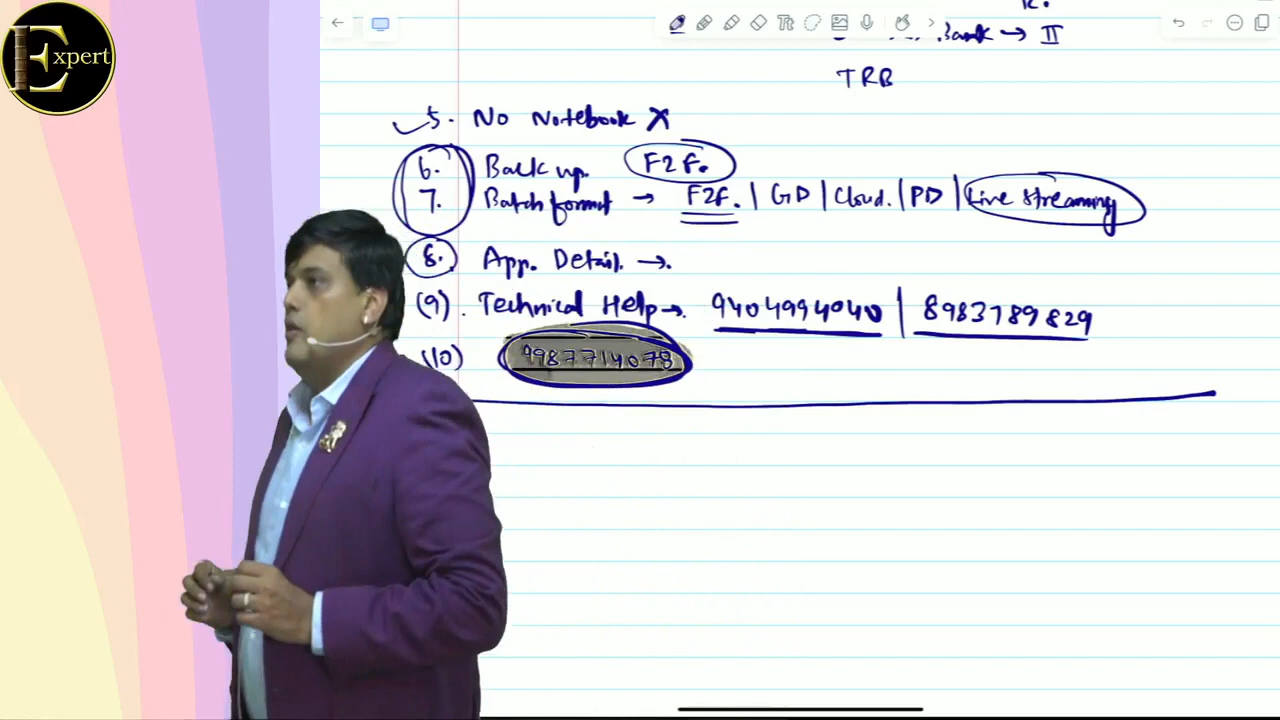 Expert
Bank → II
TRB
5. No Notebook X
6. Back up. F2F.
7. Batch format → F2F. | GD | Cloud. | PD | Live Streaming
8. App. Detail. →.
(9). Technical Help → 9404994040 | 8983789829
(10) 9987714078